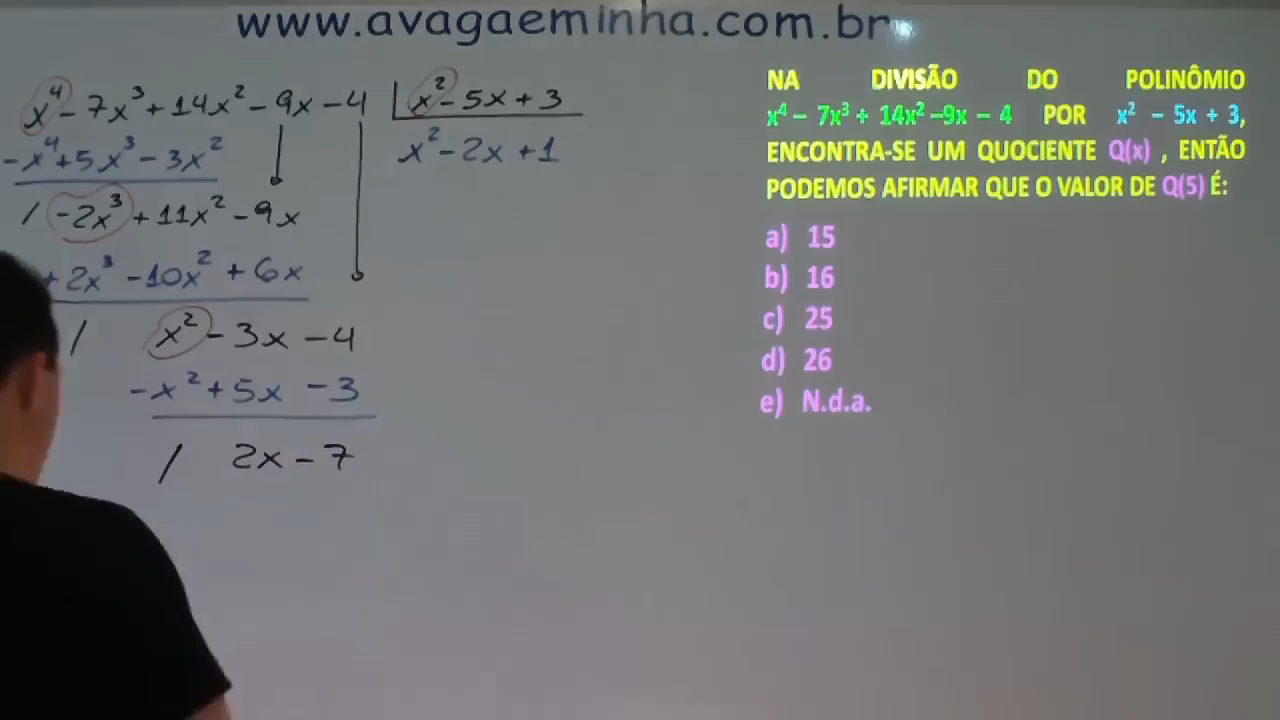 www.avagaeminha.com.br
x⁴ - 7x³ + 14x² - 9x - 4 | x² - 5x + 3
-x⁴ + 5x³ - 3x² x² - 2x + 1
/ -2x³ + 11x² - 9x
+ 2x³ - 10x² + 6x
/ x² - 3x - 4
-x² + 5x - 3
/ 2x - 7
NA DIVISÃO DO POLINÔMIO
x⁴ – 7x³ + 14x² –9x – 4 POR x² – 5x + 3,
ENCONTRA-SE UM QUOCIENTE Q(x) , ENTÃO
PODEMOS AFIRMAR QUE O VALOR DE Q(5) É:
a) 15
b) 16
c) 25
d) 26
e) N.d.a.